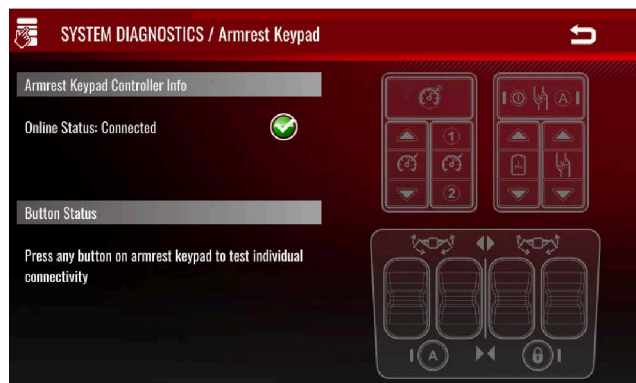 SYSTEM DIAGNOSTICS / Armrest Keypad
Armrest Keypad Controller Info
Online Status: Connected
Button Status
Press any button on armrest keypad to test individual
connectivity
A
1
2
A